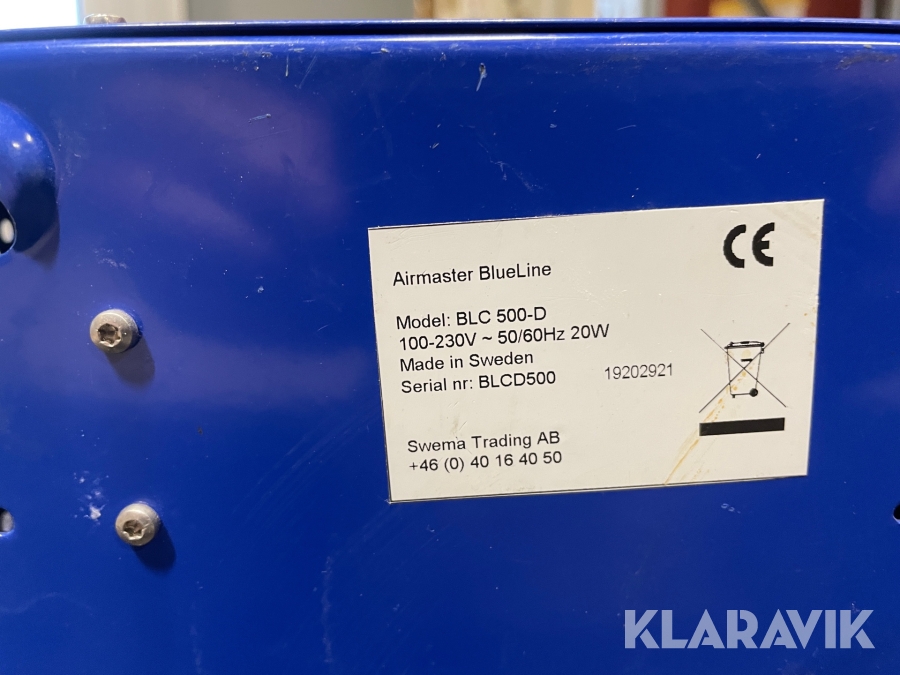 CE
Airmaster BlueLine
Model: BLC 500-D
100-230V ~ 50/60Hz 20W
Made in Sweden
Serial nr: BLCD500 19202921
Swema Trading AB
+46 (0) 40 16 40 50
KLARAVIK